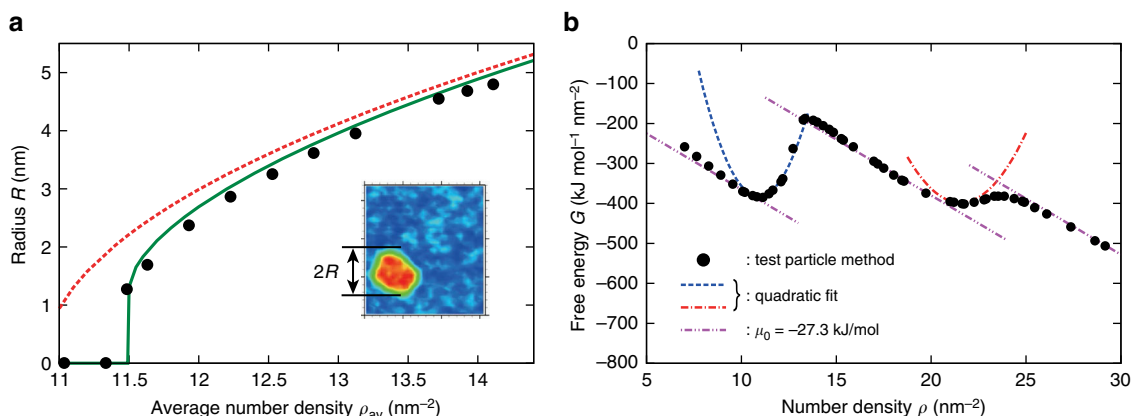 a
Radius R (nm)
5
4
3
2
1
0
2R
11 11.5 12 12.5 13 13.5 14
Average number density ρav (nm−2)
b
Free energy G (kJ mol−1 nm−2)
0
−100
−200
−300
−400
−500
−600
−700
−800
: test particle method
: quadratic fit
: μ0 = −27.3 kJ/mol
5 10 15 20 25 30
Number density ρ (nm−2)